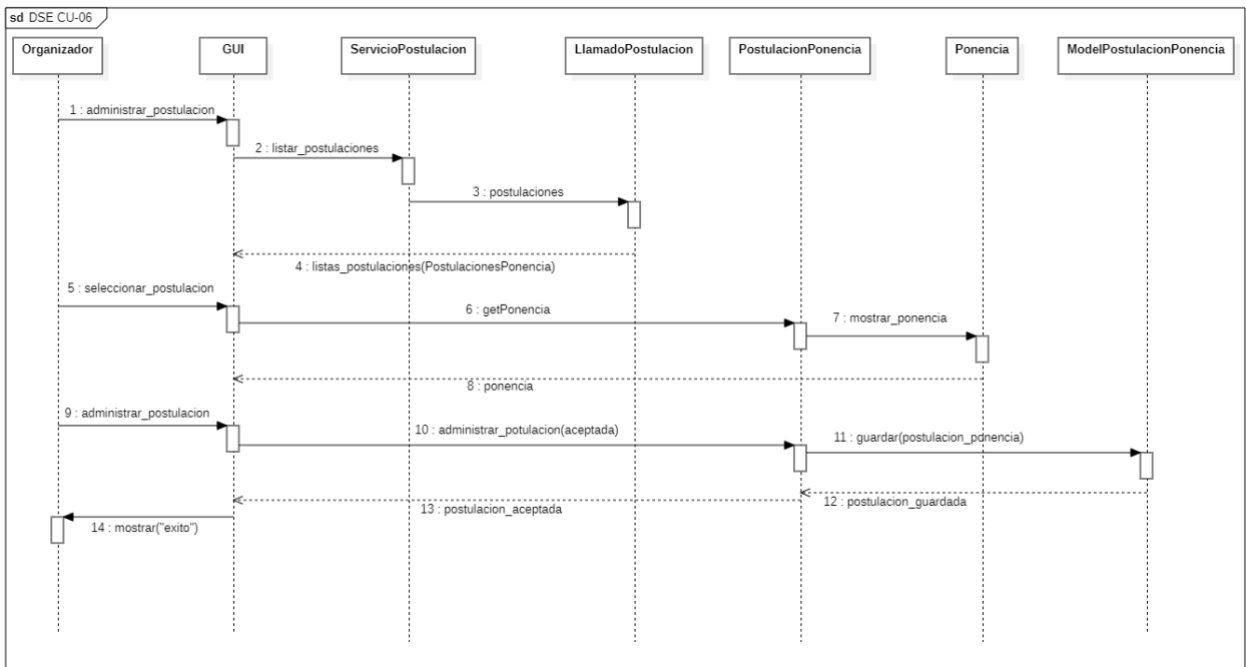 sd DSE CU-06
Organizador
GUI
ServicioPostulacion
LlamadoPostulacion
PostulacionPonencia
Ponencia
ModelPostulacionPonencia
1 : administrar_postulacion
2 : listar_postulaciones
3 : postulaciones
4 : listas_postulaciones(PostulacionesPonencia)
5 : seleccionar_postulacion
6 : getPonencia
7 : mostrar_ponencia
8 : ponencia
9 : administrar_postulacion
10 : administrar_potulacion(aceptada)
11 : guardar(postulacion_ponencia)
12 : postulacion_guardada
13 : postulacion_aceptada
14 : mostrar("exito")